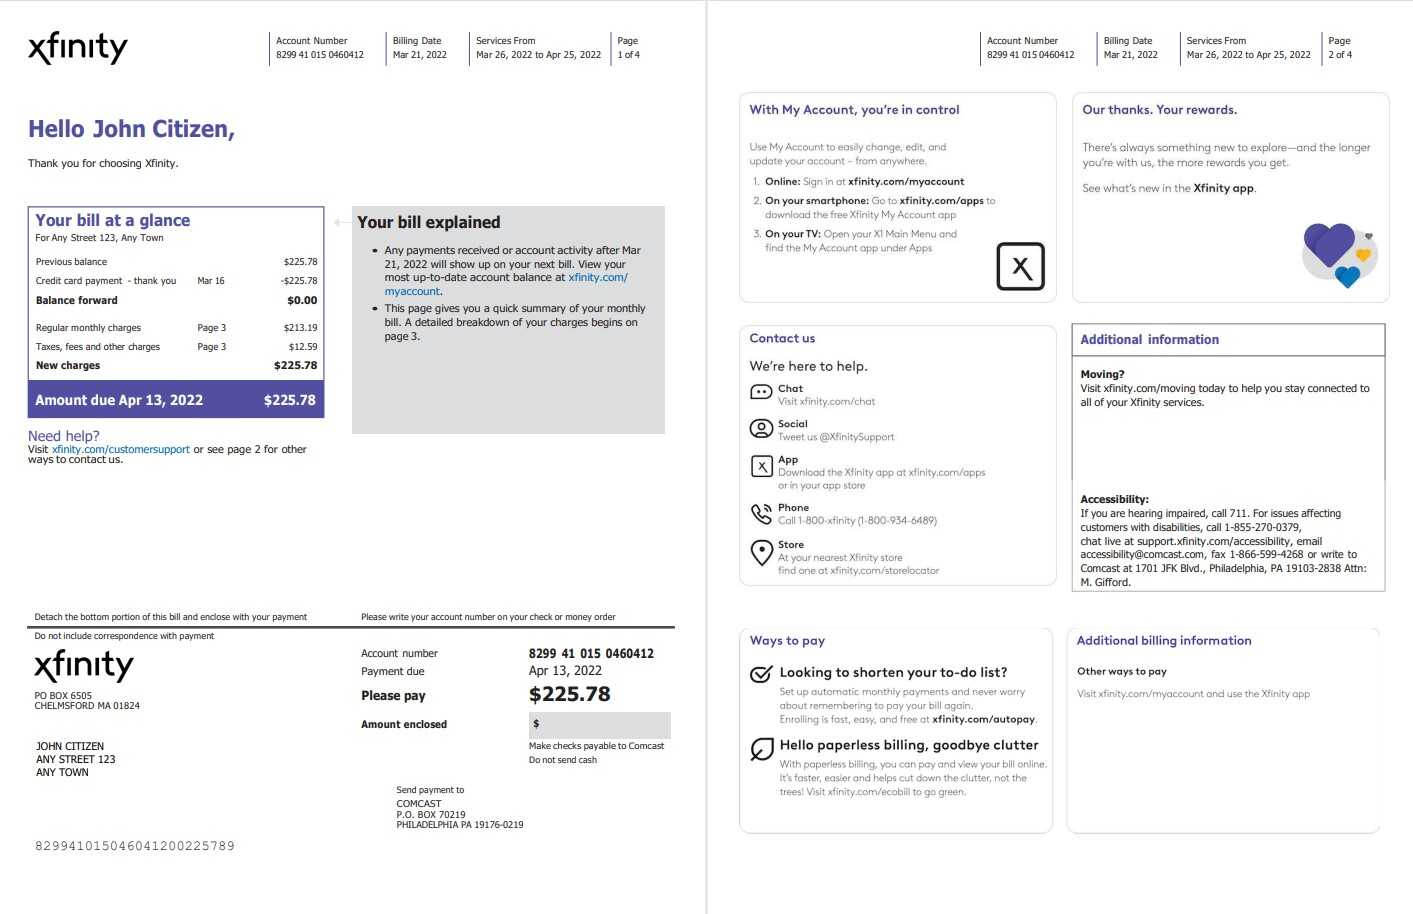 xfinity
Account Number
8299 41 015 0460412
Billing Date
Mar 21, 2022
Services From
Mar 26, 2022 to Apr 25, 2022
Page
1 of 4
Hello John Citizen,
Thank you for choosing Xfinity.
Your bill at a glance
For Any Street 123, Any Town
Previous balance $225.78
Credit card payment - thank you Mar 16 -$225.78
Balance forward $0.00
Regular monthly charges Page 3 $213.19
Taxes, fees and other charges Page 3 $12.59
New charges $225.78
Amount due Apr 13, 2022 $225.78
Need help?
Visit xfinity.com/customersupport or see page 2 for other
ways to contact us.
Your bill explained
• Any payments received or account activity after Mar
21, 2022 will show up on your next bill. View your
most up-to-date account balance at xfinity.com/
myaccount.
• This page gives you a quick summary of your monthly
bill. A detailed breakdown of your charges begins on
page 3.
Detach the bottom portion of this bill and enclose with your payment
Please write your account number on your check or money order
Do not include correspondence with payment
xfinity
PO BOX 6505
CHELMSFORD MA 01824
JOHN CITIZEN
ANY STREET 123
ANY TOWN
Account number 8299 41 015 0460412
Payment due Apr 13, 2022
Please pay $225.78
Amount enclosed $
Make checks payable to Comcast
Do not send cash
Send payment to
COMCAST
P.O. BOX 70219
PHILADELPHIA PA 19176-0219
829941015046041200225789
Account Number
8299 41 015 0460412
Billing Date
Mar 21, 2022
Services From
Mar 26, 2022 to Apr 25, 2022
Page
2 of 4
With My Account, you're in control
Use My Account to easily change, edit, and
update your account – from anywhere.
1. Online: Sign in at xfinity.com/myaccount
2. On your smartphone: Go to xfinity.com/apps to
download the free Xfinity My Account app
3. On your TV: Open your X1 Main Menu and
find the My Account app under Apps
X
Our thanks. Your rewards.
There's always something new to explore—and the longer
you're with us, the more rewards you get.
See what's new in the Xfinity app.
Contact us
We're here to help.
Chat
Visit xfinity.com/chat
Social
Tweet us @XfinitySupport
X
App
Download the Xfinity app at xfinity.com/apps
or in your app store
Phone
Call 1-800-xfinity (1-800-934-6489)
Store
At your nearest Xfinity store
find one at xfinity.com/storelocator
Additional information
Moving?
Visit xfinity.com/moving today to help you stay connected to
all of your Xfinity services.
Accessibility:
If you are hearing impaired, call 711. For issues affecting
customers with disabilities, call 1-855-270-0379,
chat live at support.xfinity.com/accessibility, email
accessibility@comcast.com, fax 1-866-599-4268 or write to
Comcast at 1701 JFK Blvd., Philadelphia, PA 19103-2838 Attn:
M. Gifford.
Ways to pay
Looking to shorten your to-do list?
Set up automatic monthly payments and never worry
about remembering to pay your bill again.
Enrolling is fast, easy, and free at xfinity.com/autopay.
Hello paperless billing, goodbye clutter
With paperless billing, you can pay and view your bill online.
It's faster, easier and helps cut down the clutter, not the
trees! Visit xfinity.com/ecobill to go green.
Additional billing information
Other ways to pay
Visit xfinity.com/myaccount and use the Xfinity app